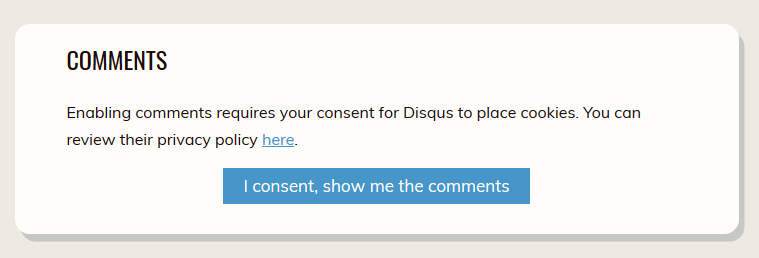 COMMENTS
Enabling comments requires your consent for Disqus to place cookies. You can
review their privacy policy here.
I consent, show me the comments